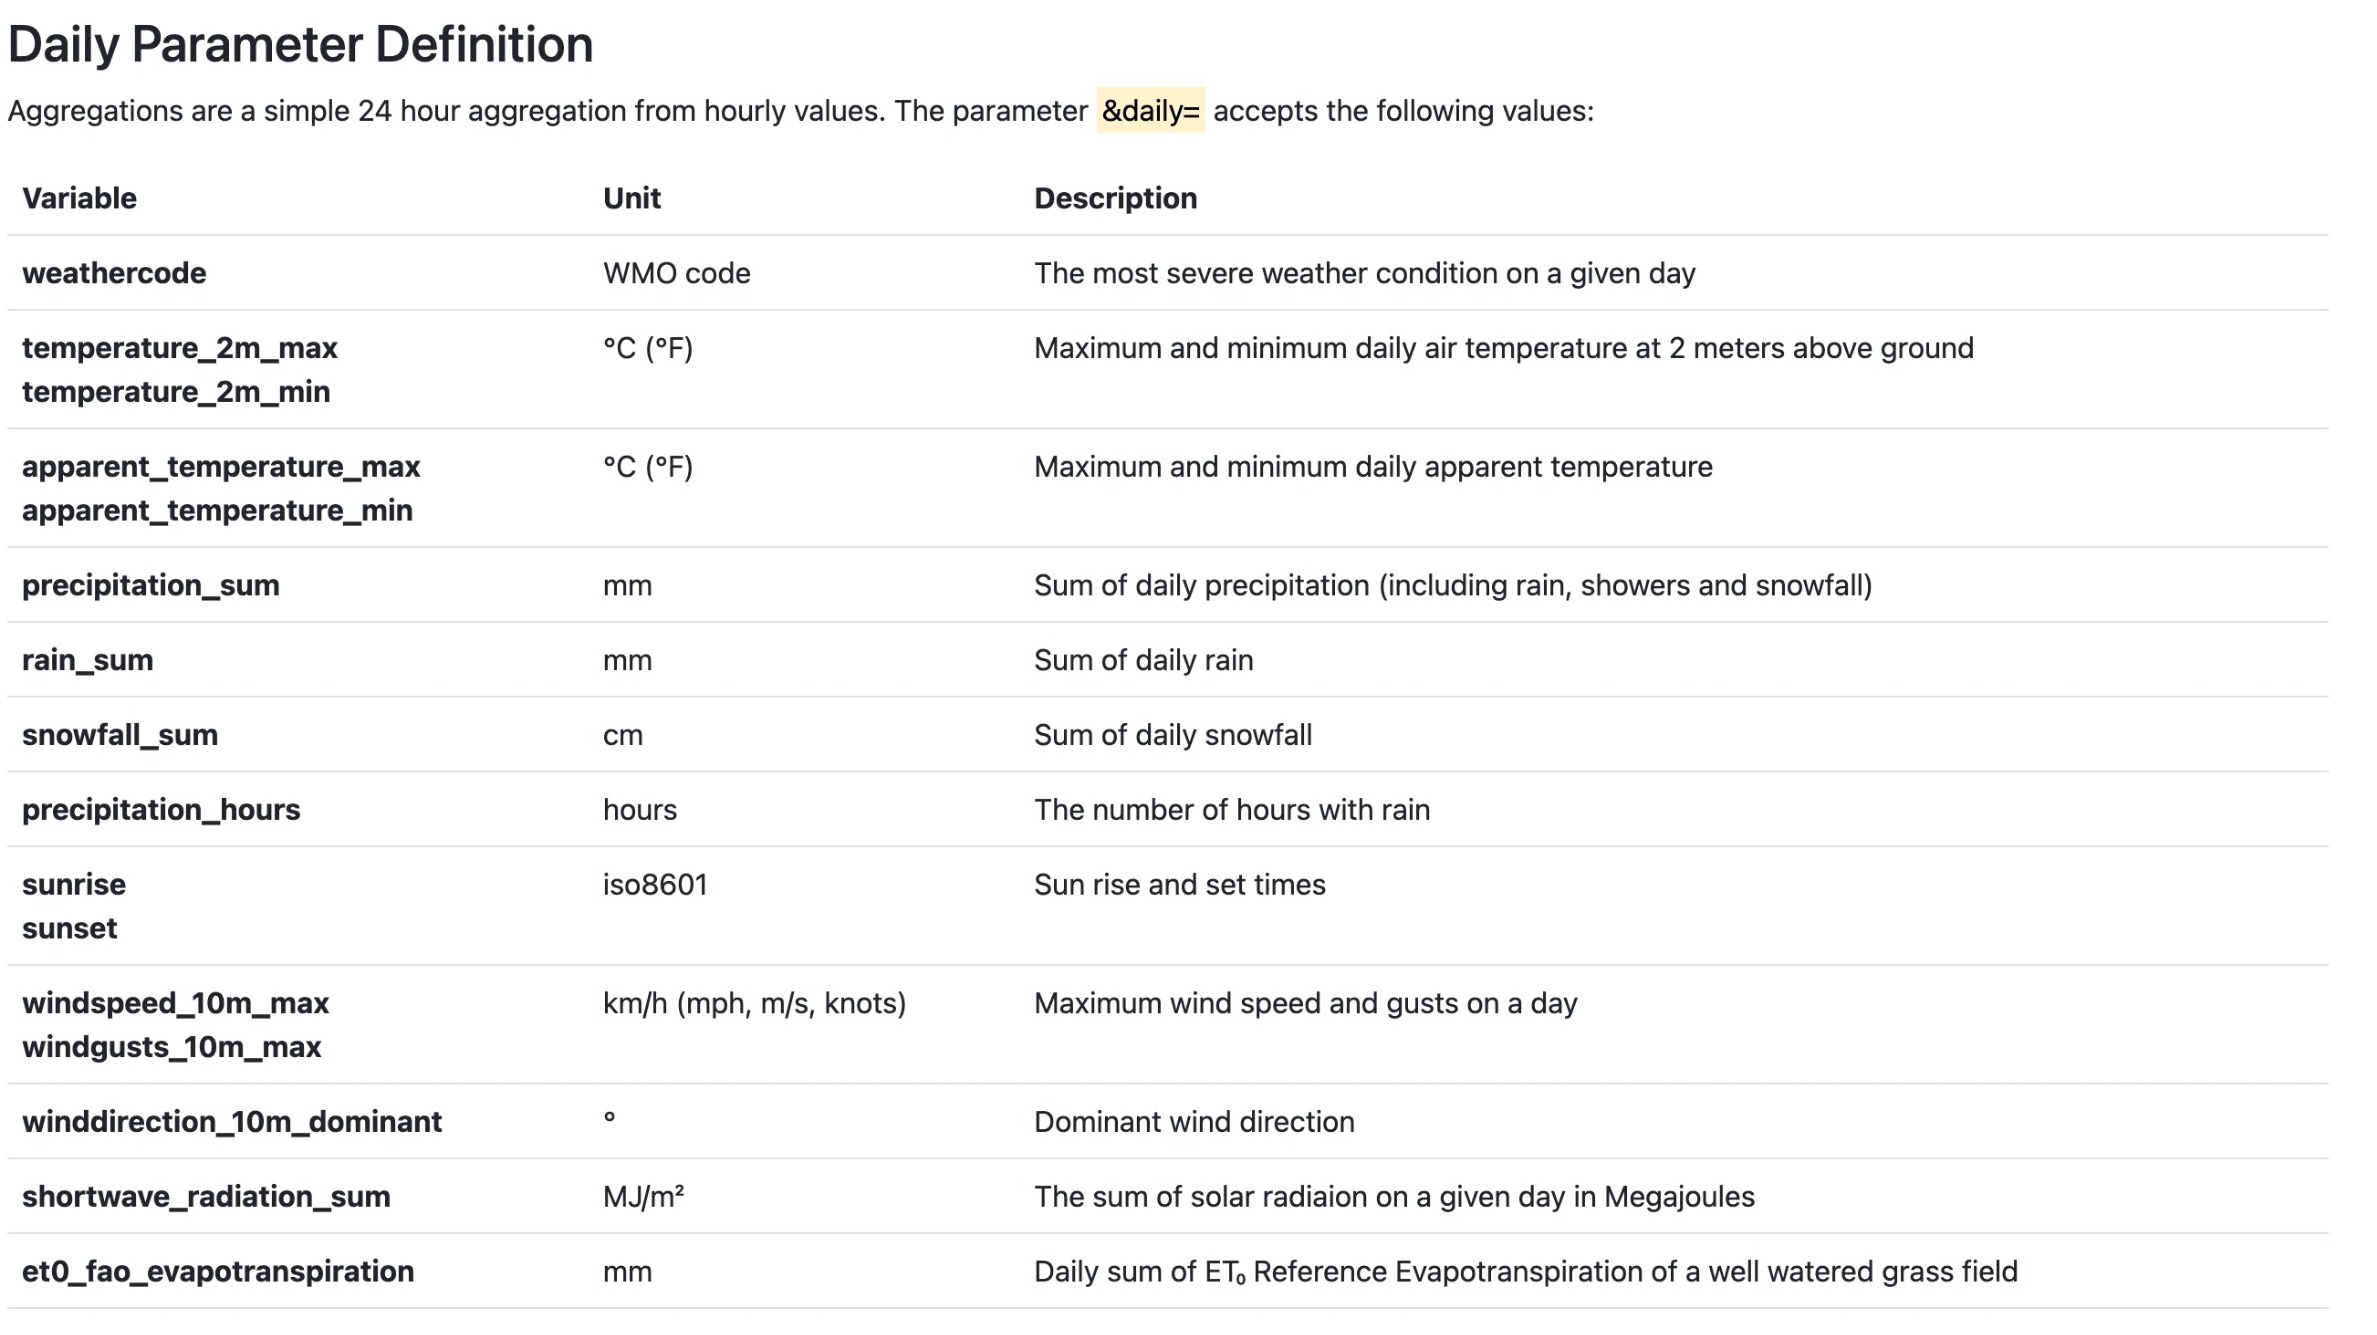 Daily Parameter Definition
Aggregations are a simple 24 hour aggregation from hourly values. The parameter &daily= accepts the following values:
Variable Unit Description
weathercode WMO code The most severe weather condition on a given day
temperature_2m_max °C (°F) Maximum and minimum daily air temperature at 2 meters above ground
temperature_2m_min
apparent_temperature_max °C (°F) Maximum and minimum daily apparent temperature
apparent_temperature_min
precipitation_sum mm Sum of daily precipitation (including rain, showers and snowfall)
rain_sum mm Sum of daily rain
snowfall_sum cm Sum of daily snowfall
precipitation_hours hours The number of hours with rain
sunrise iso8601 Sun rise and set times
sunset
windspeed_10m_max km/h (mph, m/s, knots) Maximum wind speed and gusts on a day
windgusts_10m_max
winddirection_10m_dominant ° Dominant wind direction
shortwave_radiation_sum MJ/m² The sum of solar radiaion on a given day in Megajoules
et0_fao_evapotranspiration mm Daily sum of ET₀ Reference Evapotranspiration of a well watered grass field